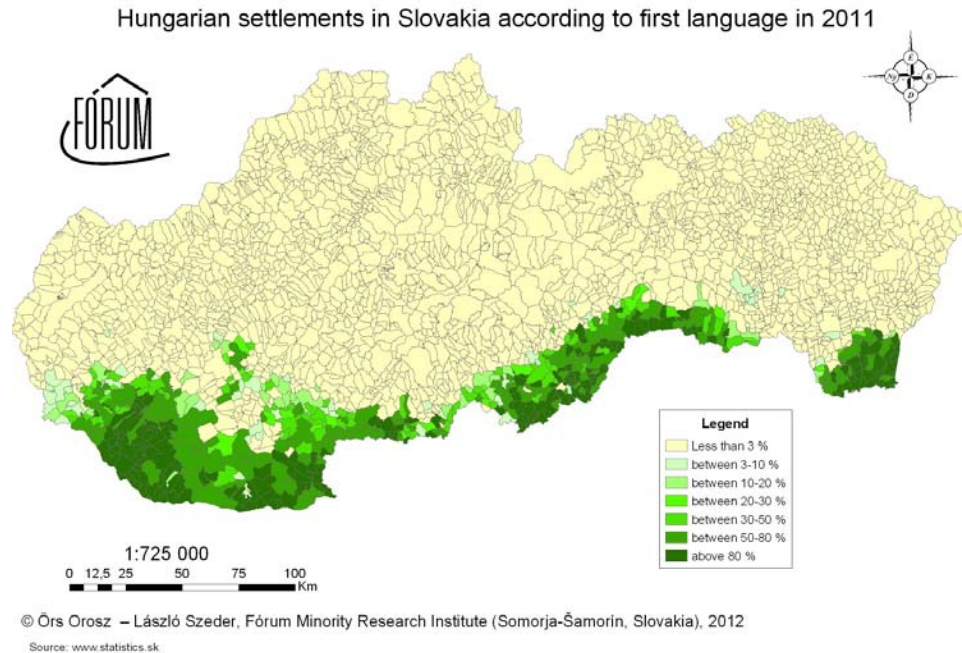 Hungarian settlements in Slovakia according to first language in 2011
FÓRUM
É
Ny K
D
Legend
Less than 3 %
between 3-10 %
between 10-20 %
between 20-30 %
between 30-50 %
between 50-80 %
above 80 %
1:725 000
0 12,5 25 50 75 100
Km
© Örs Orosz – László Szeder, Fórum Minority Research Institute (Somorja-Šamorín, Slovakia), 2012
Source: www.statistics.sk